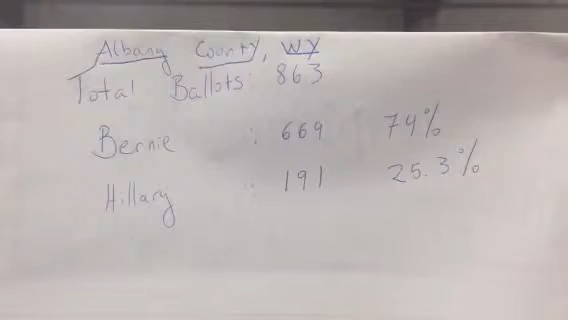 Albany County, WY
Total Ballots: 863
Bernie : 669 74%
Hillary : 191 25.3%